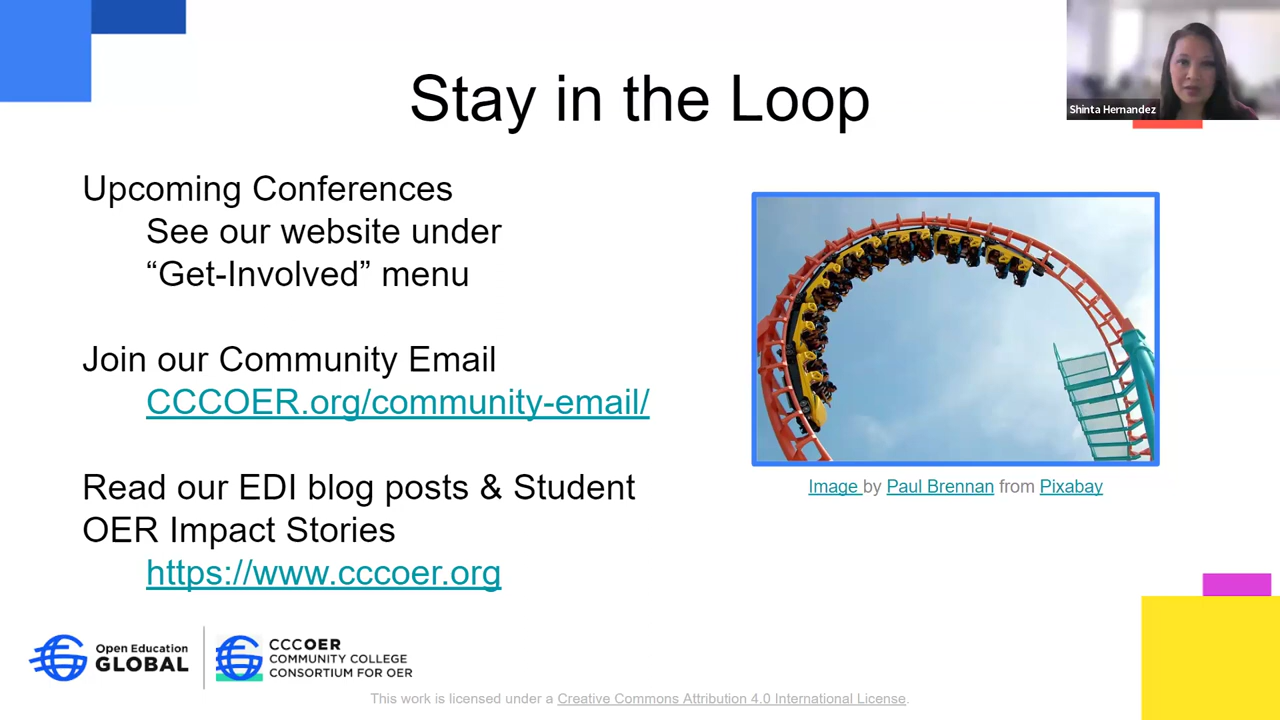 Stay in the Loop
Shinta Hernandez
Upcoming Conferences
See our website under
“Get-Involved” menu
Join our Community Email
CCCOER.org/community-email/
Read our EDI blog posts & Student
OER Impact Stories
https://www.cccoer.org
Image by Paul Brennan from Pixabay
Open Education
GLOBAL
CCCOER
COMMUNITY COLLEGE
CONSORTIUM FOR OER
This work is licensed under a Creative Commons Attribution 4.0 International License.